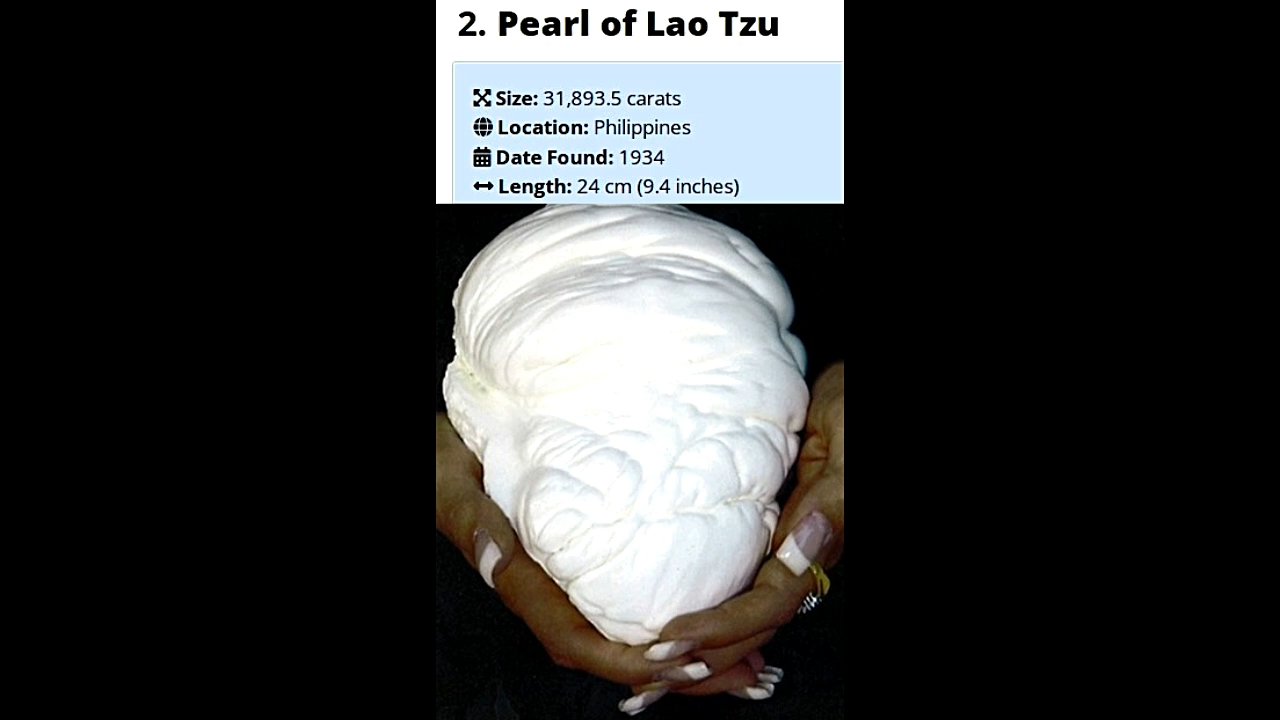 2. Pearl of Lao Tzu
Size: 31,893.5 carats
Location: Philippines
Date Found: 1934
Length: 24 cm (9.4 inches)